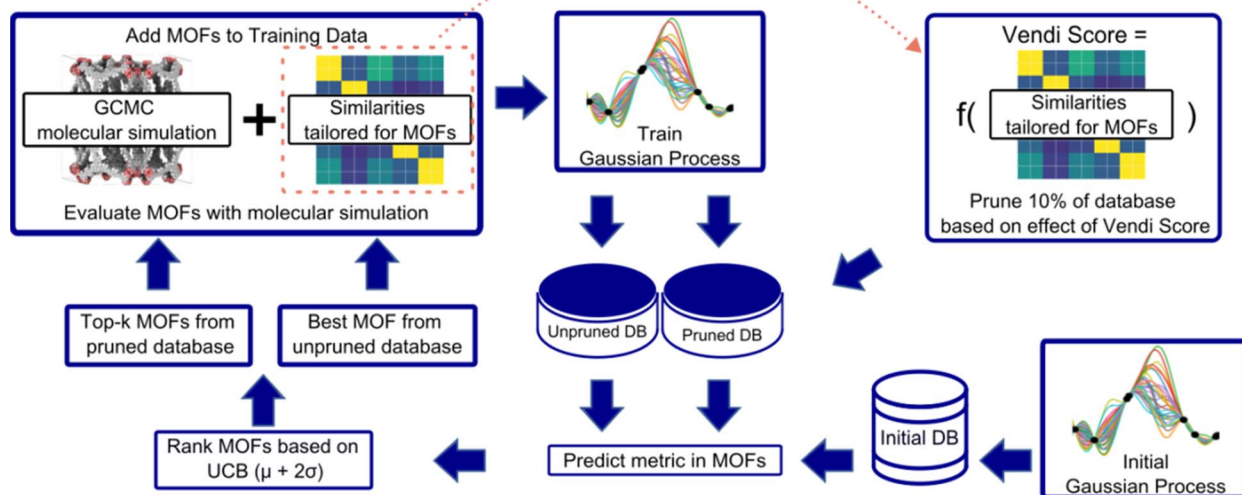 Add MOFs to Training Data
GCMC
molecular simulation
+
Similarities
tailored for MOFs
Evaluate MOFs with molecular simulation
Train
Gaussian Process
Vendi Score =
f(
Similarities
tailored for MOFs
)
Prune 10% of database
based on effect of Vendi Score
Top-k MOFs from
pruned database
Best MOF from
unpruned database
Unpruned DB
Pruned DB
Rank MOFs based on
UCB (μ + 2σ)
Predict metric in MOFs
Initial DB
Initial
Gaussian Process